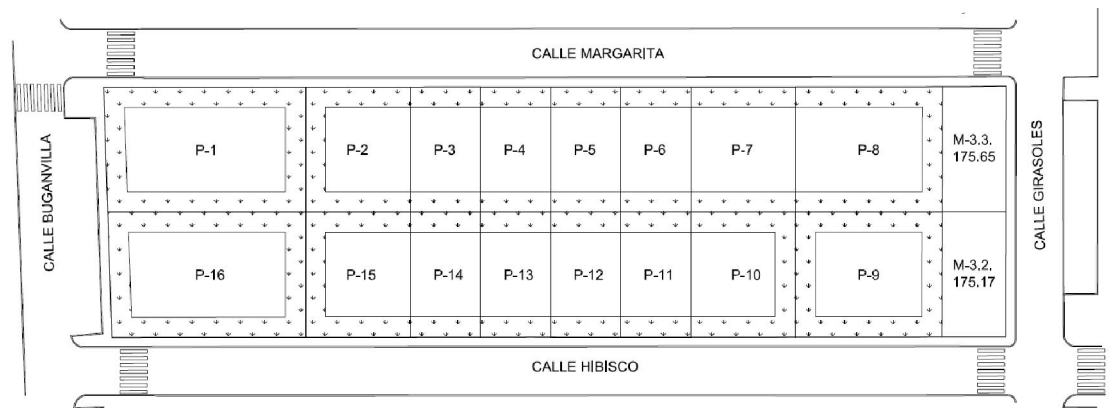 CALLE MARGARITA
P-1
P-2
P-3
P-4
P-5
P-6
P-7
P-8
M-3.3.
175.65
CALLE BUGANVILLA
CALLE GIRASOLES
P-16
P-15
P-14
P-13
P-12
P-11
P-10
P-9
M-3.2.
175.17
CALLE HIBISCO